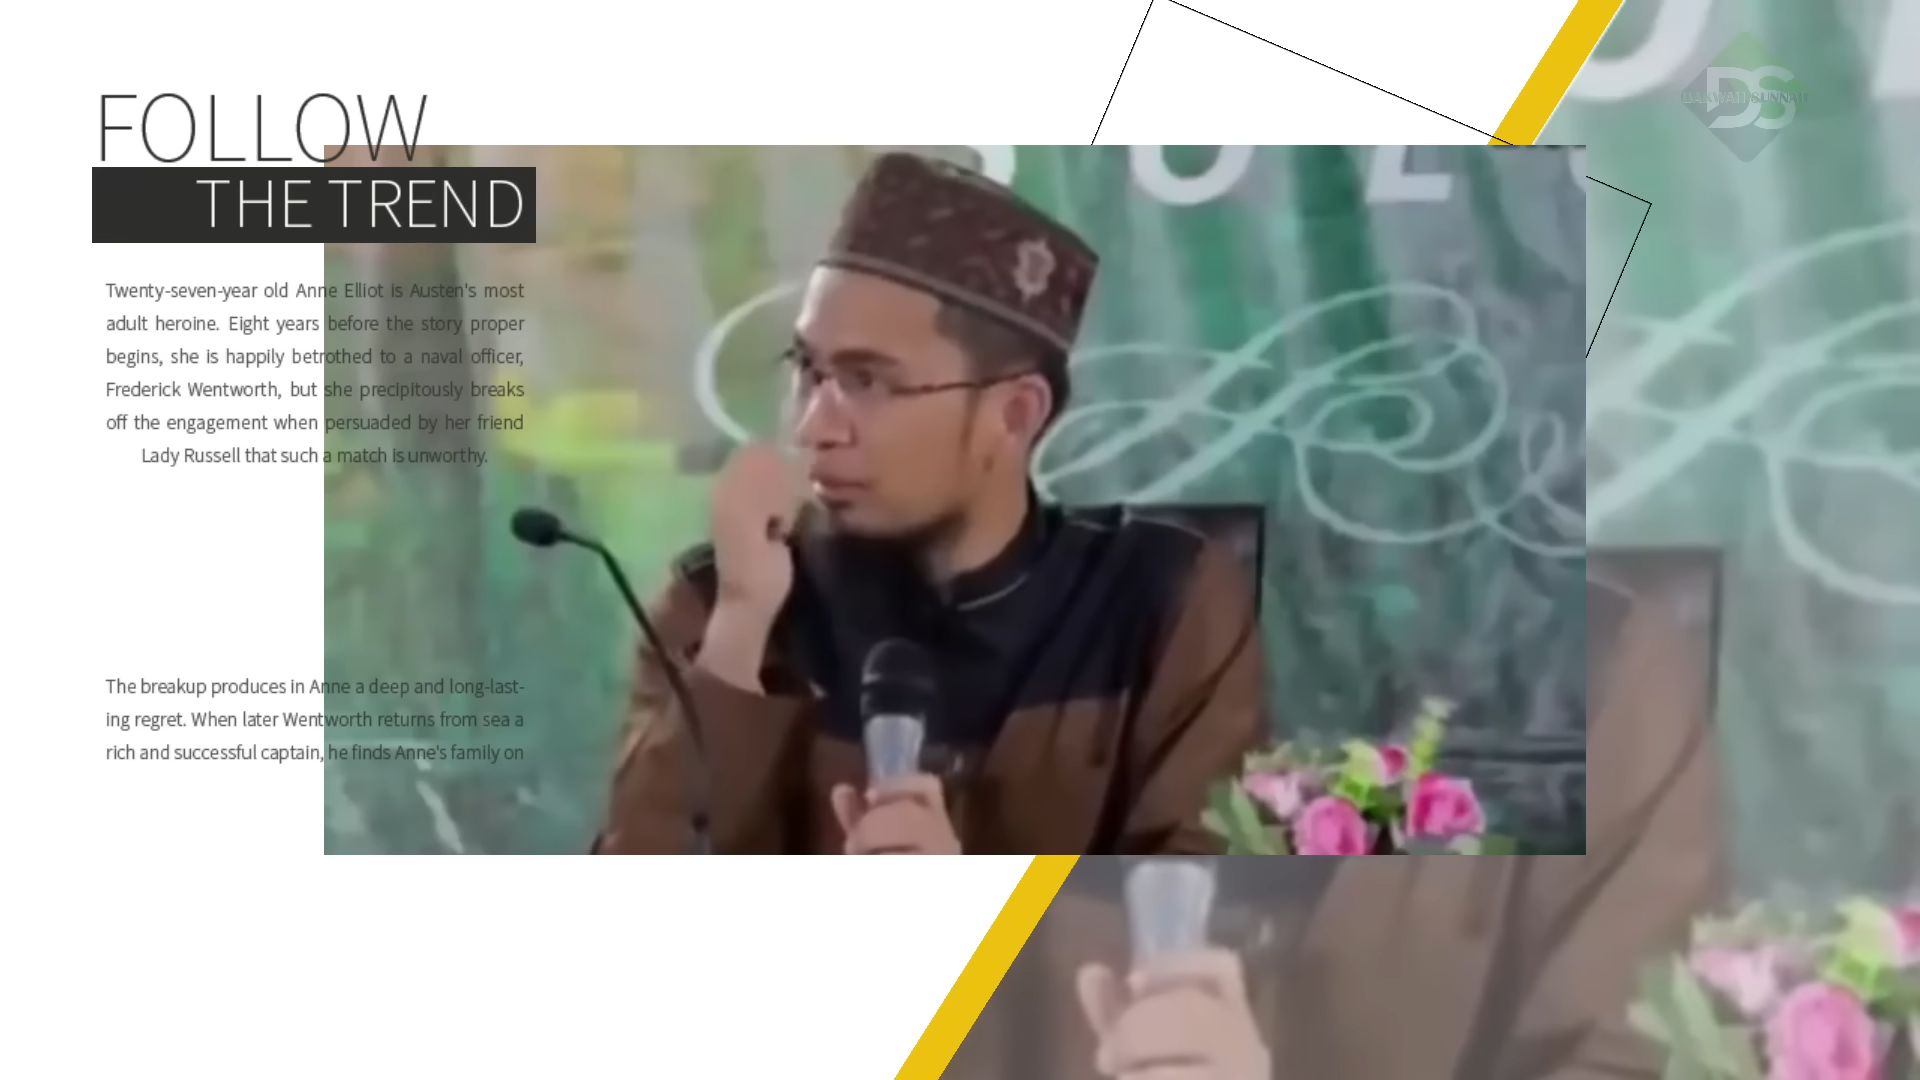 FOLLOW
THE TREND
Twenty-seven-year old Anne Elliot is Austen's most
adult heroine. Eight years before the story proper
begins, she is happily betrothed to a naval officer,
Frederick Wentworth, but she precipitously breaks
off the engagement when persuaded by her friend
Lady Russell that such a match is unworthy.
The breakup produces in Anne a deep and long-last-
ing regret. When later Wentworth returns from sea a
rich and successful captain, he finds Anne's family on
DS
DAKWAH SUNNAH